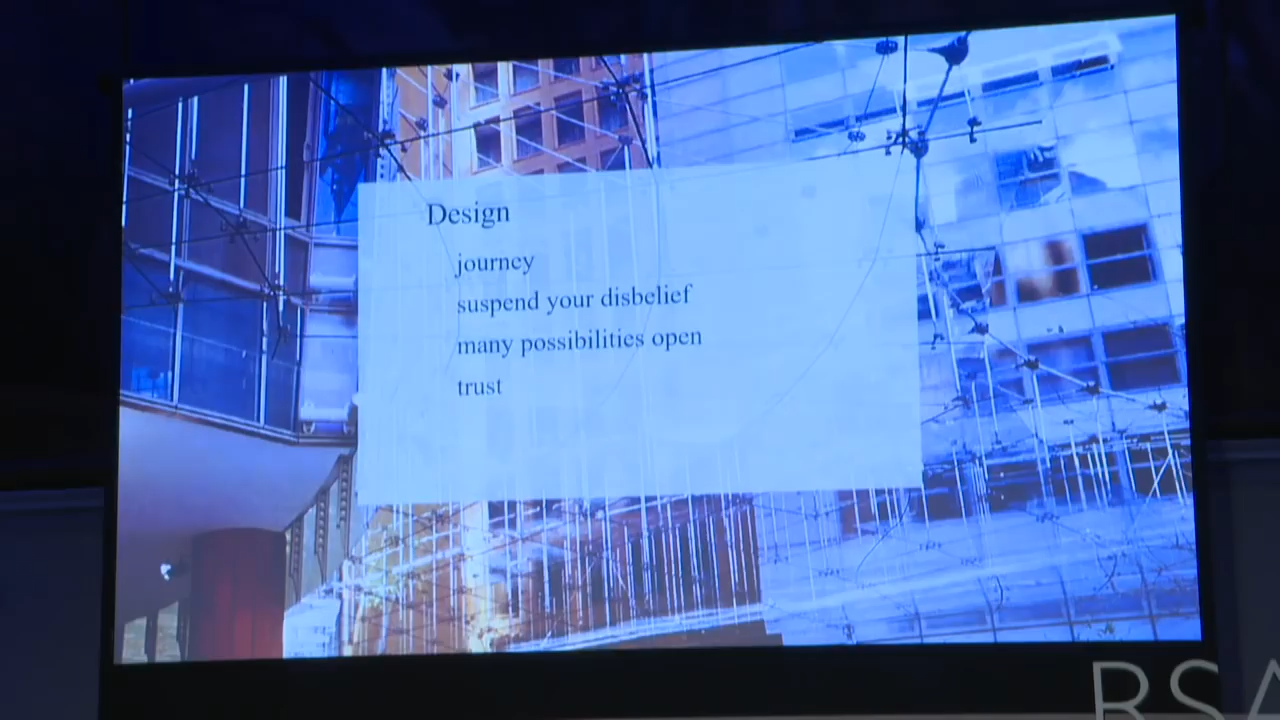 Design
journey
suspend your disbelief
many possibilities open
trust
RSA